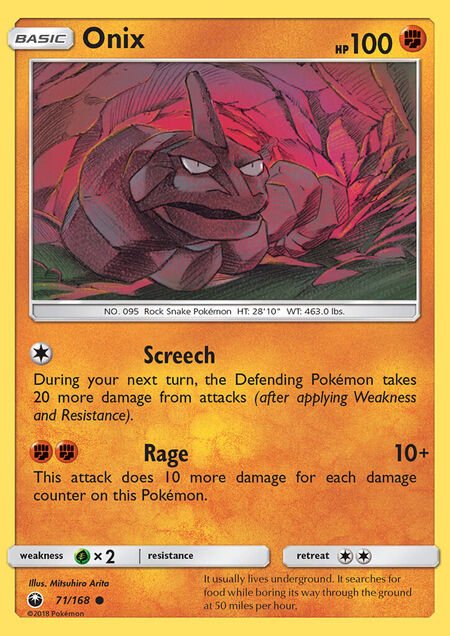 BASIC Onix HP 100
NO. 095 Rock Snake Pokémon HT: 28'10" WT: 463.0 lbs.
Screech
During your next turn, the Defending Pokémon takes
20 more damage from attacks (after applying Weakness
and Resistance).
Rage 10+
This attack does 10 more damage for each damage
counter on this Pokémon.
weakness ×2 resistance retreat
Illus. Mitsuhiro Arita
71/168
©2018 Pokémon
It usually lives underground. It searches for
food while boring its way through the ground
at 50 miles per hour.